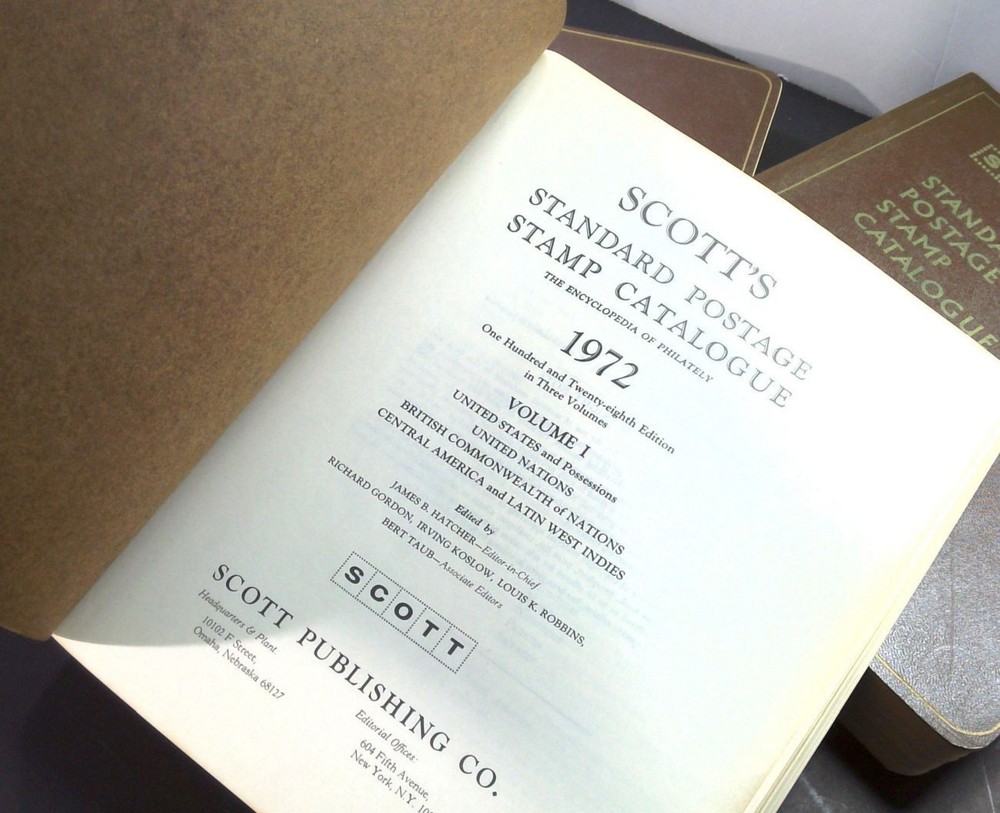 SCOTT'S
STANDARD POSTAGE
STAMP CATALOGUE
THE ENCYCLOPEDIA OF PHILATELY
1972
One Hundred and Twenty-eighth Edition
in Three Volumes
VOLUME I
UNITED STATES and Possessions
UNITED NATIONS
BRITISH COMMONWEALTH of NATIONS
CENTRAL AMERICA and LATIN WEST INDIES
Edited by
JAMES B. HATCHER—Editor-in-Chief
RICHARD GORDON, IRVING KOSLOW, LOUIS K. ROBBINS,
BERT TAUB—Associate Editors
SCOTT
SCOTT PUBLISHING CO.
Headquarters & Plant:
10102 F Street,
Omaha, Nebraska 68127
Editorial Offices:
604 Fifth Avenue,
New York, N.Y.
STANDA
POSTAGE
STAMP
CATALOGUE